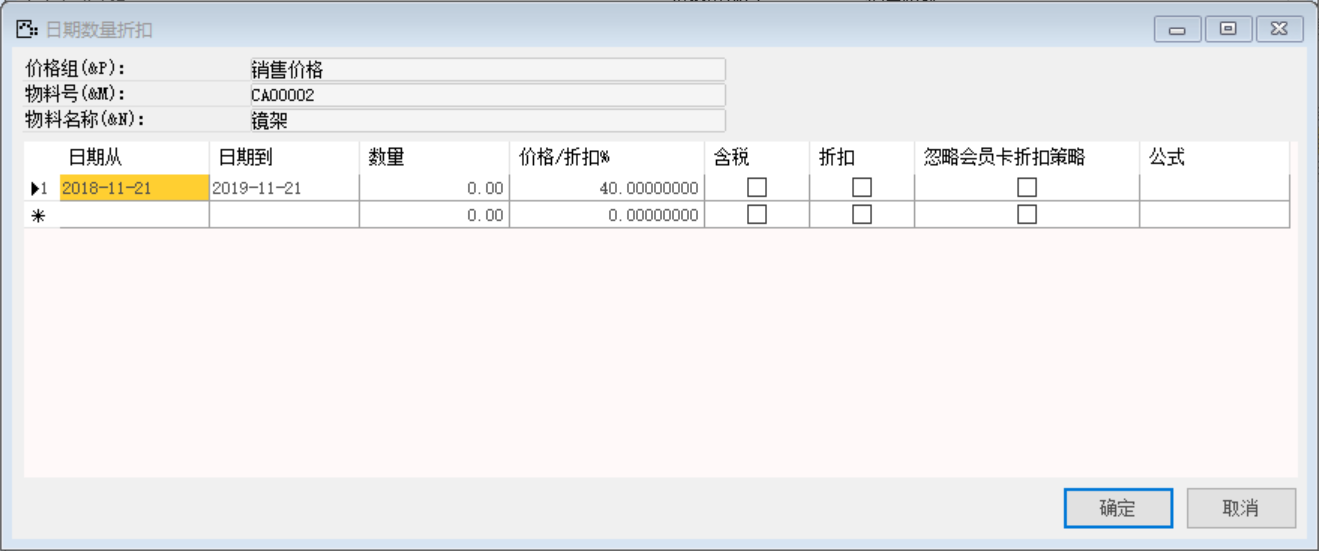 日期数量折扣
价格组(&P): 销售价格
物料号(&M): CA00002
物料名称(&N): 镜架
日期从 日期到 数量 价格/折扣% 含税 折扣 忽略会员卡折扣策略 公式
1 2018-11-21 2019-11-21 0.00 40.00000000
0.00 0.00000000
确定 取消